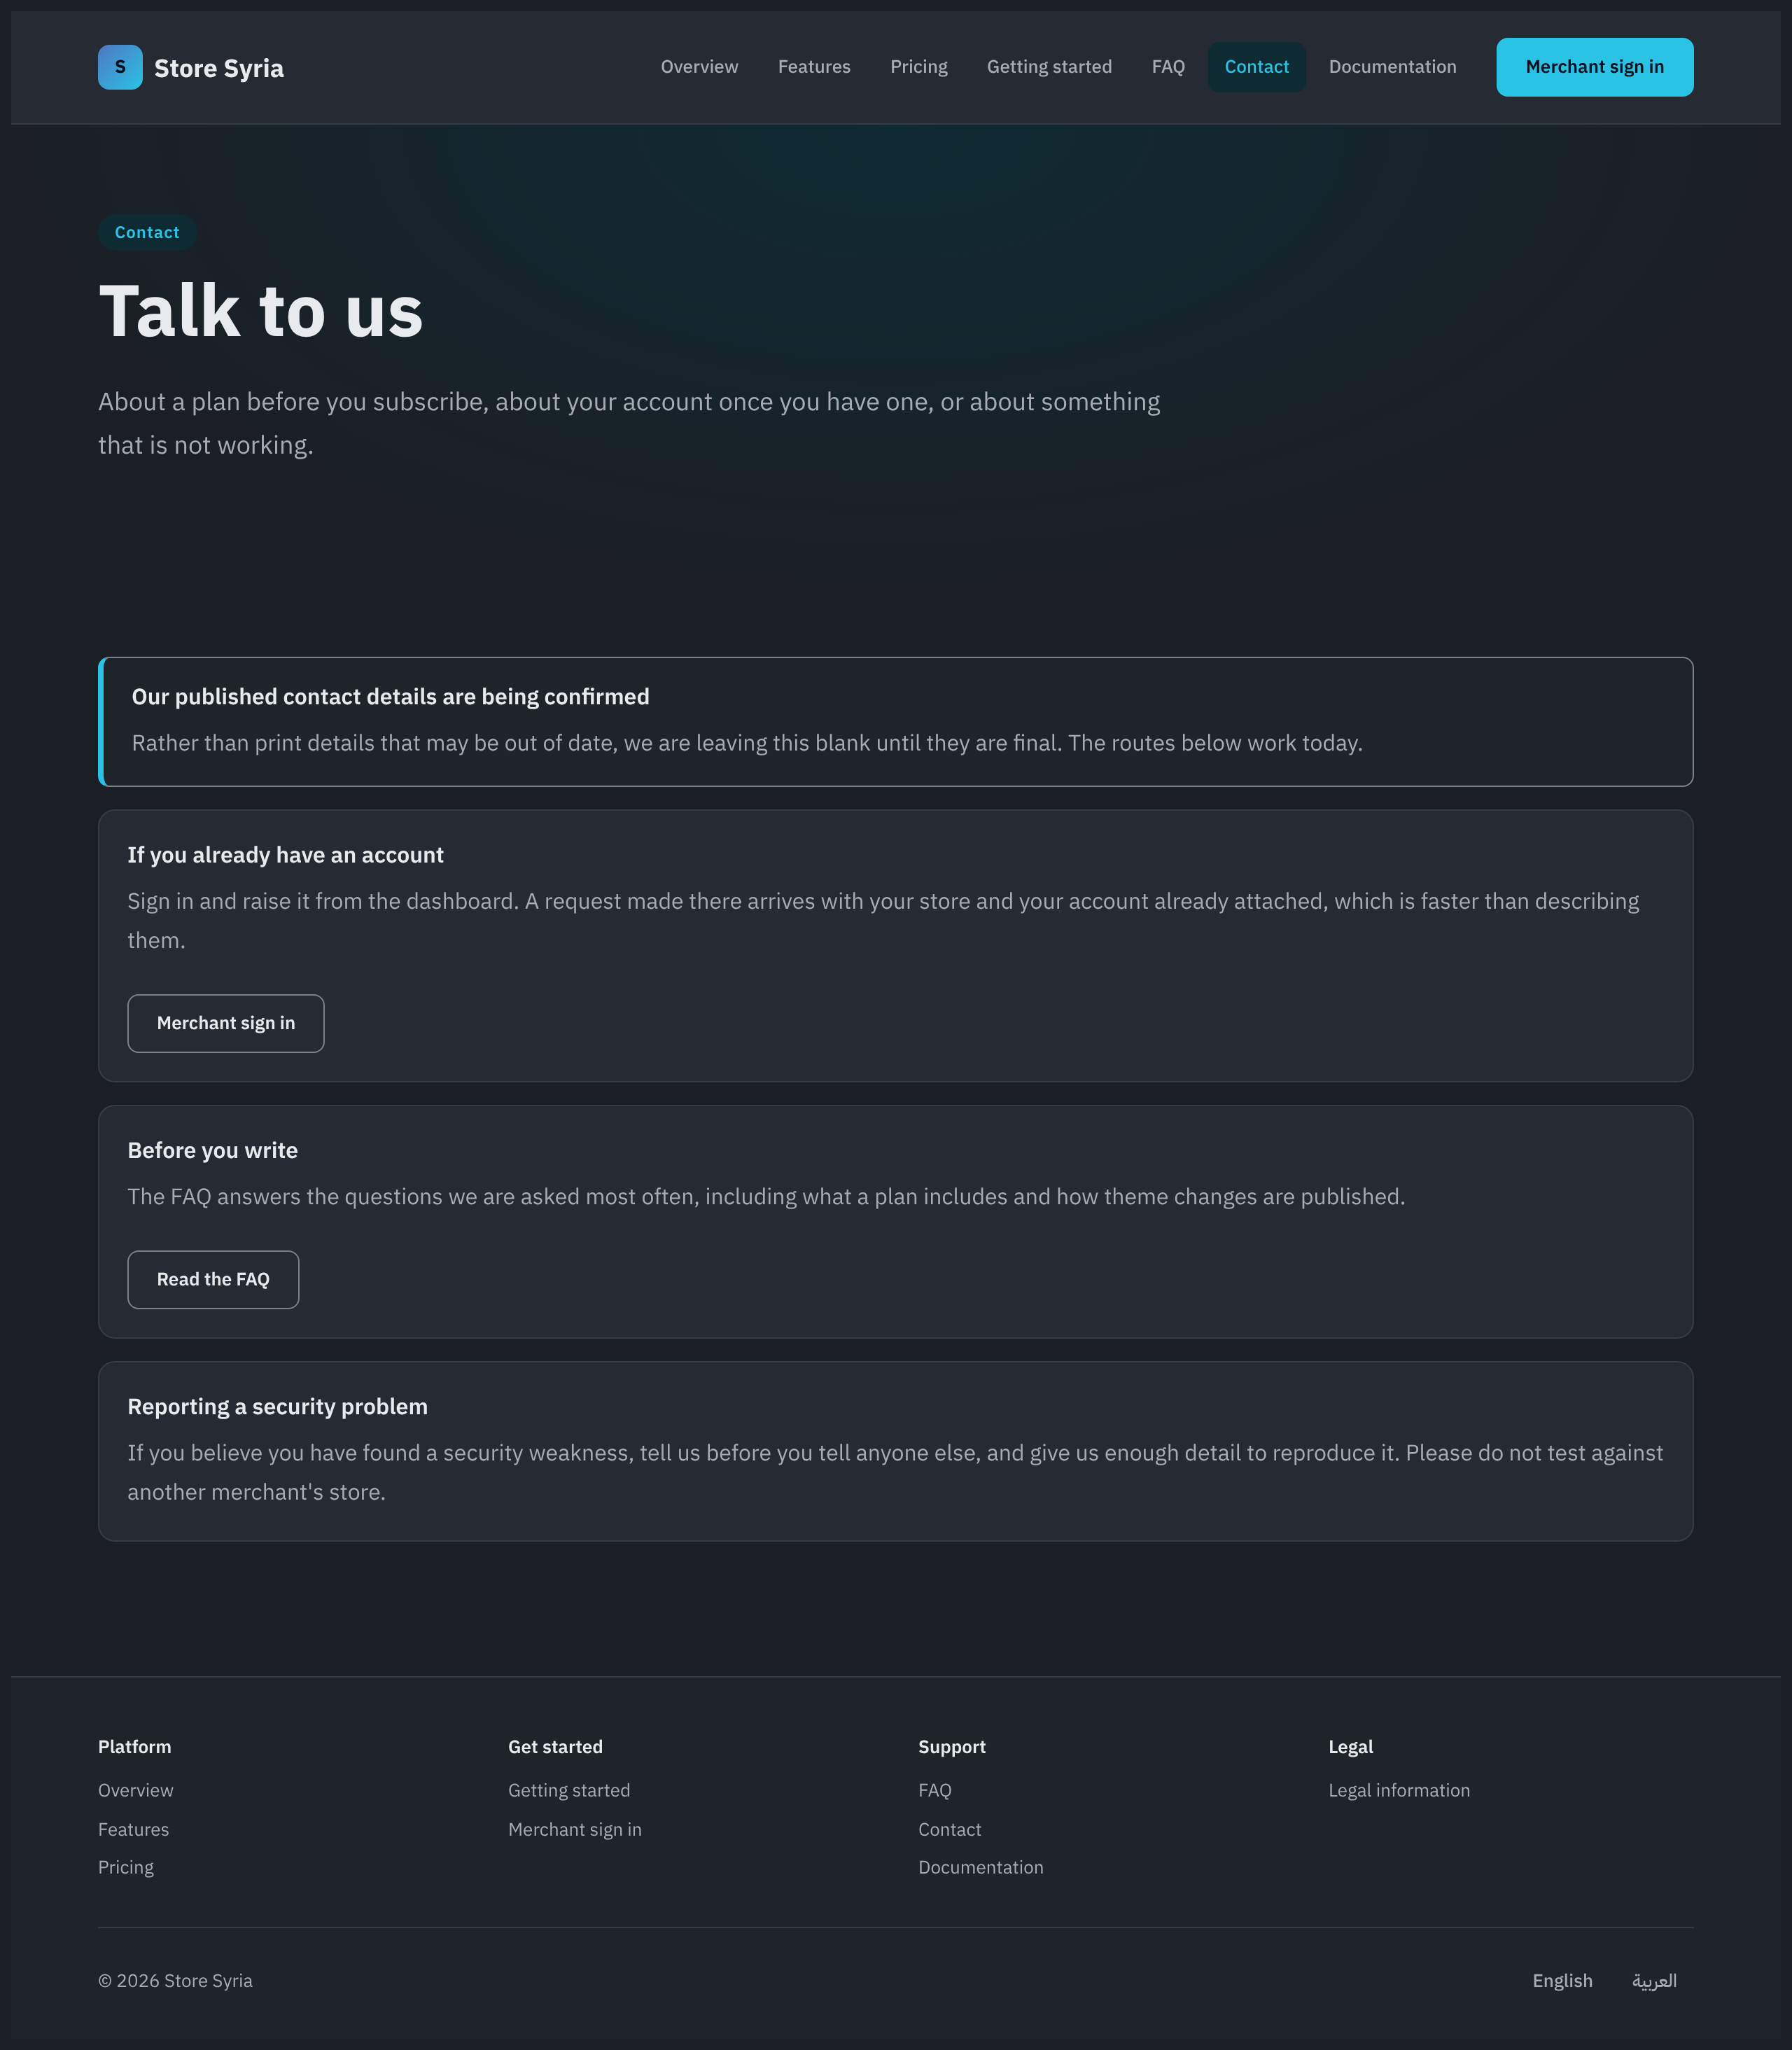 S
Store Syria
Overview
Features
Pricing
Getting started
FAQ
Contact
Documentation
Merchant sign in
Contact
Talk to us
About a plan before you subscribe, about your account once you have one, or about something
that is not working.
Our published contact details are being confirmed
Rather than print details that may be out of date, we are leaving this blank until they are final. The routes below work today.
If you already have an account
Sign in and raise it from the dashboard. A request made there arrives with your store and your account already attached, which is faster than describing
them.
Merchant sign in
Before you write
The FAQ answers the questions we are asked most often, including what a plan includes and how theme changes are published.
Read the FAQ
Reporting a security problem
If you believe you have found a security weakness, tell us before you tell anyone else, and give us enough detail to reproduce it. Please do not test against
another merchant's store.
Platform
Overview
Features
Pricing
Get started
Getting started
Merchant sign in
Support
FAQ
Contact
Documentation
Legal
Legal information
© 2026 Store Syria
English
العربية